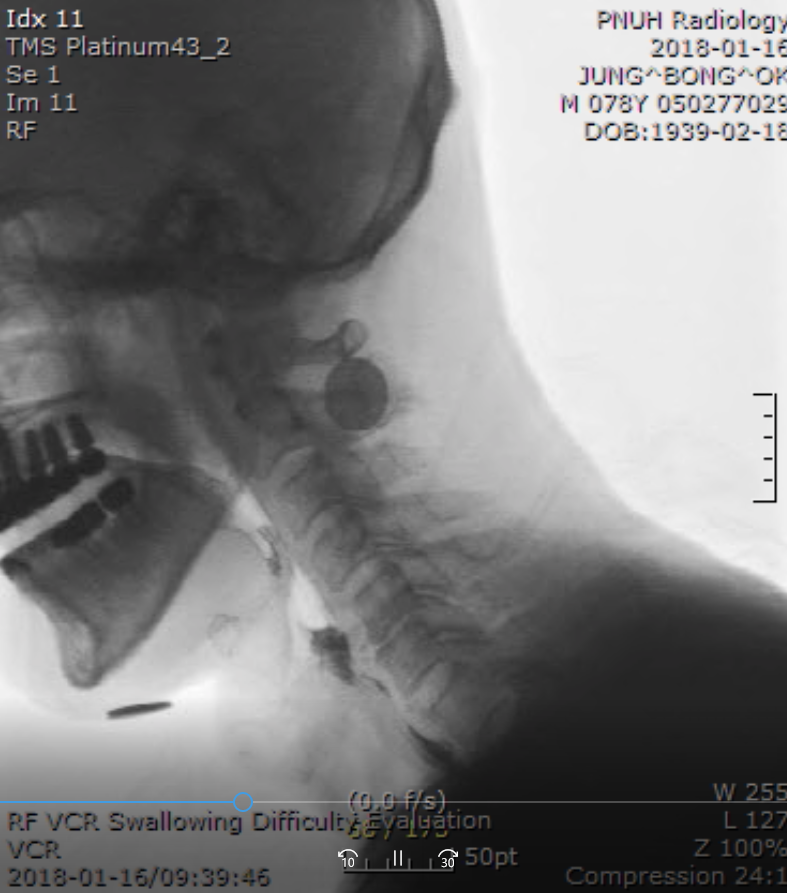 Idx 11
TMS Platinum43_2
Se 1
Im 11
RF
PNUH Radiology
2018-01-16
JUNG^BONG^OK
M 078Y 050277029
DOB:1939-02-18
(0.0 f/s)
RF VCR Swallowing Difficulty Evaluation
VCR
2018-01-16/09:39:46
10
30
50pt
W 255
L 127
Z 100%
Compression 24:1